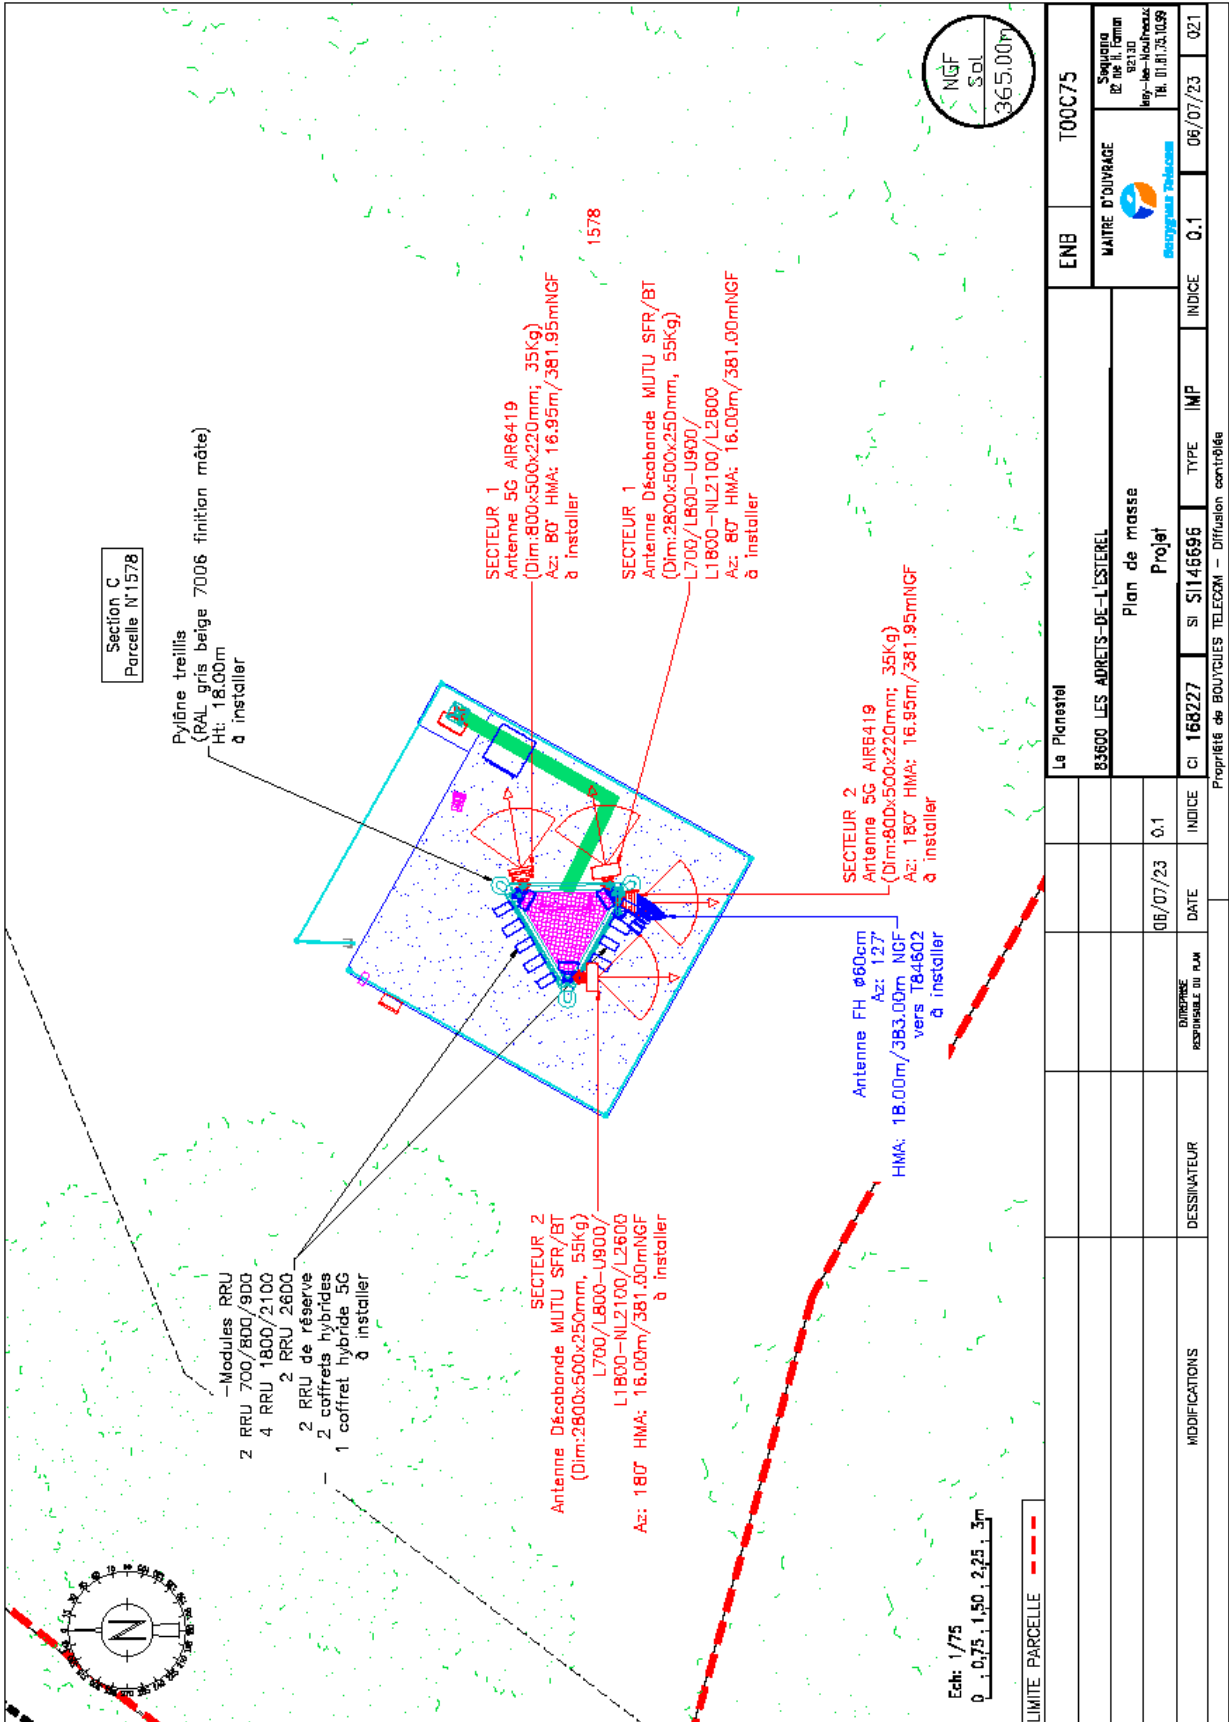 Section C
Parcelle N°1578
Pylône treillis
(RAL gris beige 7006 finition mâte)
Ht: 18.00m
à installer
SECTEUR 1
Antenne 5G AIR6419
(Dim:800x500x220mm; 35Kg)
Az: 80° HMA: 16.95m/381.95mNGF
à installer
1578
SECTEUR 1
Antenne Décabande MUTU SFR/BT
(Dim:2800x500x250mm, 55Kg)
L700/L800-U900/
L1800-NL2100/L2600
Az: 80° HMA: 16.00m/381.00mNGF
à installer
SECTEUR 2
Antenne 5G AIR6419
(Dim:800x500x220mm; 35Kg)
Az: 180° HMA: 16.95m/381.95mNGF
à installer
Antenne FH ø60cm
Az: 127°
HMA: 18.00m/383.00m NGF
vers T84602
à installer
-Modules RRU
2 RRU 700/800/900
4 RRU 1800/2100
2 RRU 2600
2 RRU de réserve
- 2 coffrets hybrides
1 coffret hybride 5G
à installer
SECTEUR 2
Antenne Décabande MUTU SFR/BT
(Dim:2800x500x250mm, 55Kg)
L700/L800-U900/
L1800-NL2100/L2600
Az: 180° HMA: 16.00m/381.00mNGF
à installer
N
NGF
Sol
365.00m
Ech: 1/75
0 0,75 1,50 2,25 3m
LIMITE PARCELLE
06/07/23 0.1
MODIFICATIONS DESSINATEUR ENTREPRISE RESPONSABLE DU PLAN DATE INDICE
Le Planestel
83600 LES ADRETS-DE-L'ESTEREL
Plan de masse
Projet
ENB T00C75
MAITRE D'OUVRAGE
Bouygues Telecom
Sequana
82 rue H. Farman
92130
Issy-les-Moulineaux
Tél. 01.81.75.10.99
CI 168227 SI SI146696 TYPE IMP INDICE 0.1 06/07/23 021
Propriété de BOUYGUES TELECOM - Diffusion contrôlée